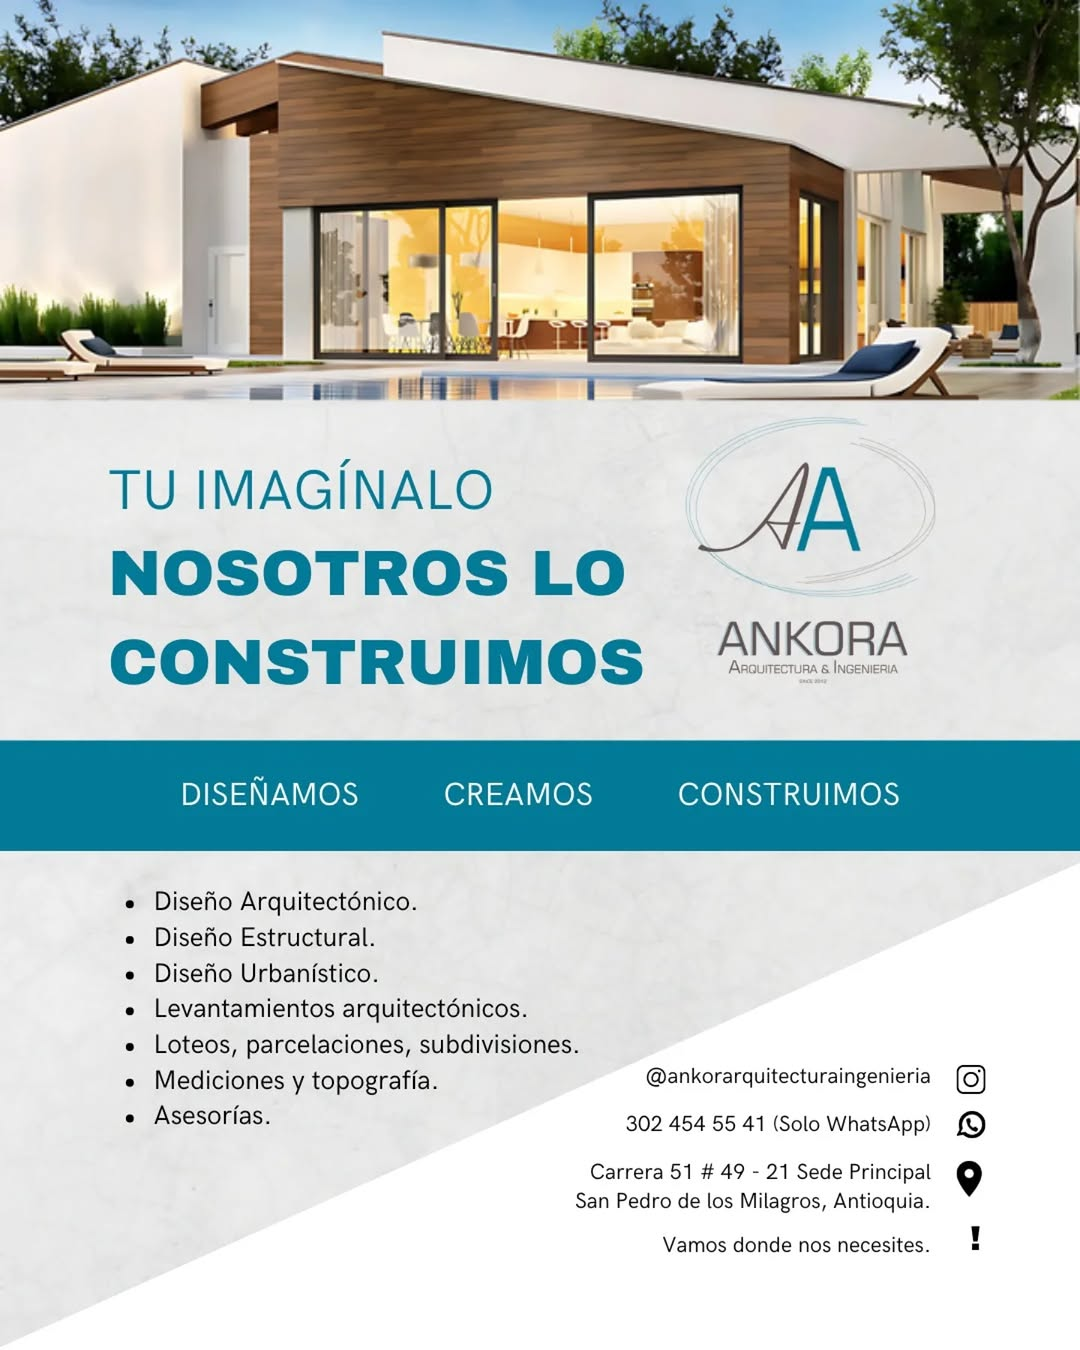 TU IMAGÍNALO
NOSOTROS LO
CONSTRUIMOS
AA
ANKORA
ARQUITECTURA & INGENIERIA
SINCE 2012
DISEÑAMOS CREAMOS CONSTRUIMOS
• Diseño Arquitectónico.
• Diseño Estructural.
• Diseño Urbanístico.
• Levantamientos arquitectónicos.
• Loteos, parcelaciones, subdivisiones.
• Mediciones y topografía.
• Asesorías.
@ankorarquitecturaingenieria
302 454 55 41 (Solo WhatsApp)
Carrera 51 # 49 - 21 Sede Principal
San Pedro de los Milagros, Antioquia.
Vamos donde nos necesites. !